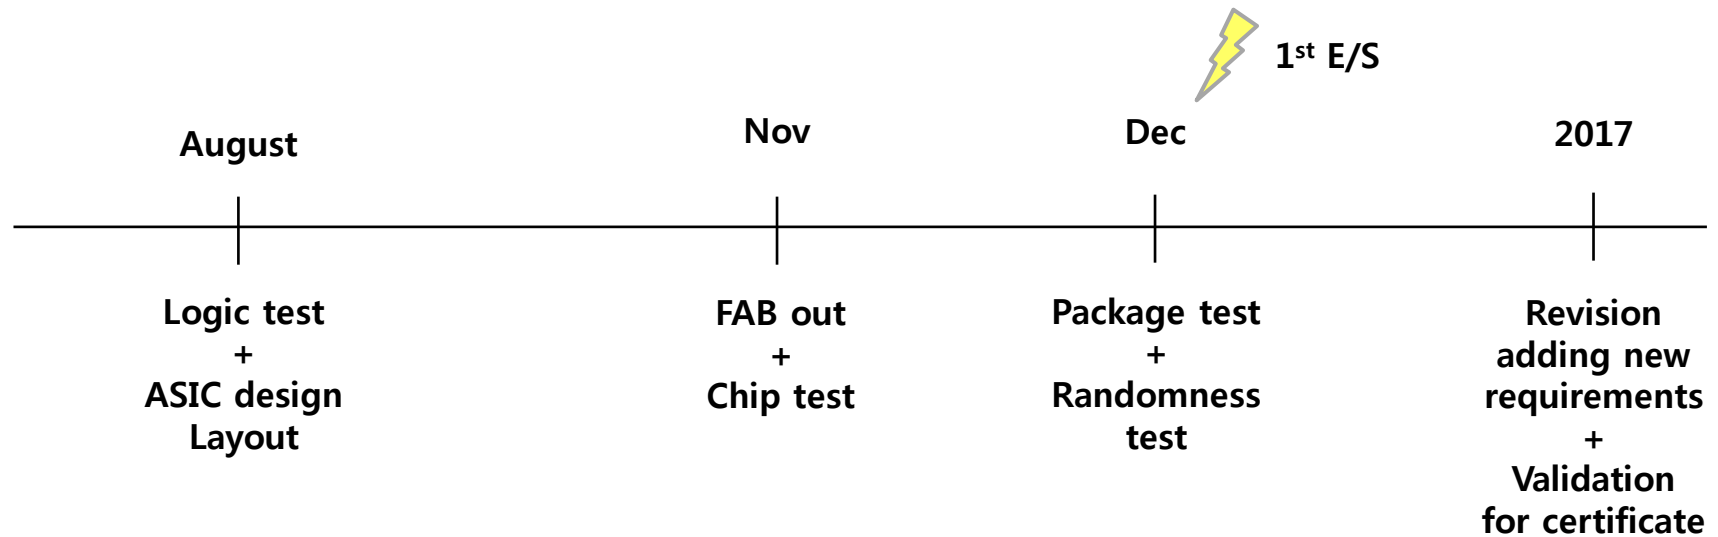 1st E/S
August
Nov
Dec
2017
Logic test
+
ASIC design
Layout
FAB out
+
Chip test
Package test
+
Randomness
test
Revision
adding new
requirements
+
Validation
for certificate